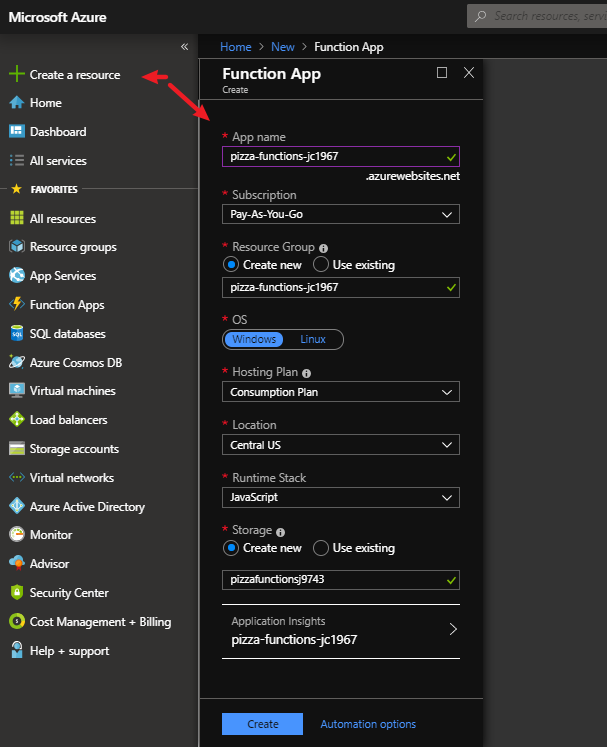 Microsoft Azure
Search resources, services
«
Home > New > Function App
Create a resource
Home
Dashboard
All services
FAVORITES
All resources
Resource groups
App Services
Function Apps
SQL databases
Azure Cosmos DB
Virtual machines
Load balancers
Storage accounts
Virtual networks
Azure Active Directory
Monitor
Advisor
Security Center
Cost Management + Billing
Help + support
Function App
Create
* App name
pizza-functions-jc1967
.azurewebsites.net
* Subscription
Pay-As-You-Go
* Resource Group
Create new Use existing
pizza-functions-jc1967
* OS
Windows Linux
* Hosting Plan
Consumption Plan
* Location
Central US
* Runtime Stack
JavaScript
* Storage
Create new Use existing
pizzafunctionsj9743
Application Insights
pizza-functions-jc1967
Create Automation options